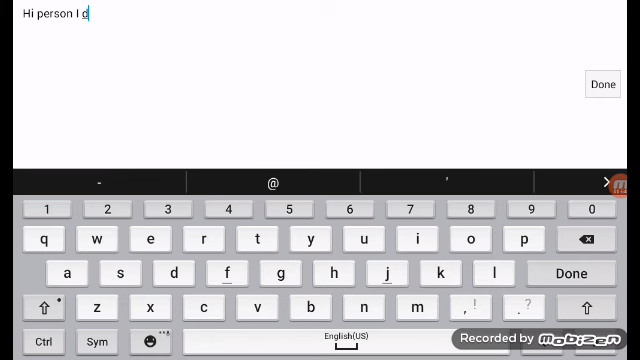 Hi person I d
Done
- @ '
1 2 3 4 5 6 7 8 9 0
q w e r t y u i o p
a s d f g h j k l Done
z x c v b n m , ! . ?
Ctrl Sym English(US)
Recorded by mobizen